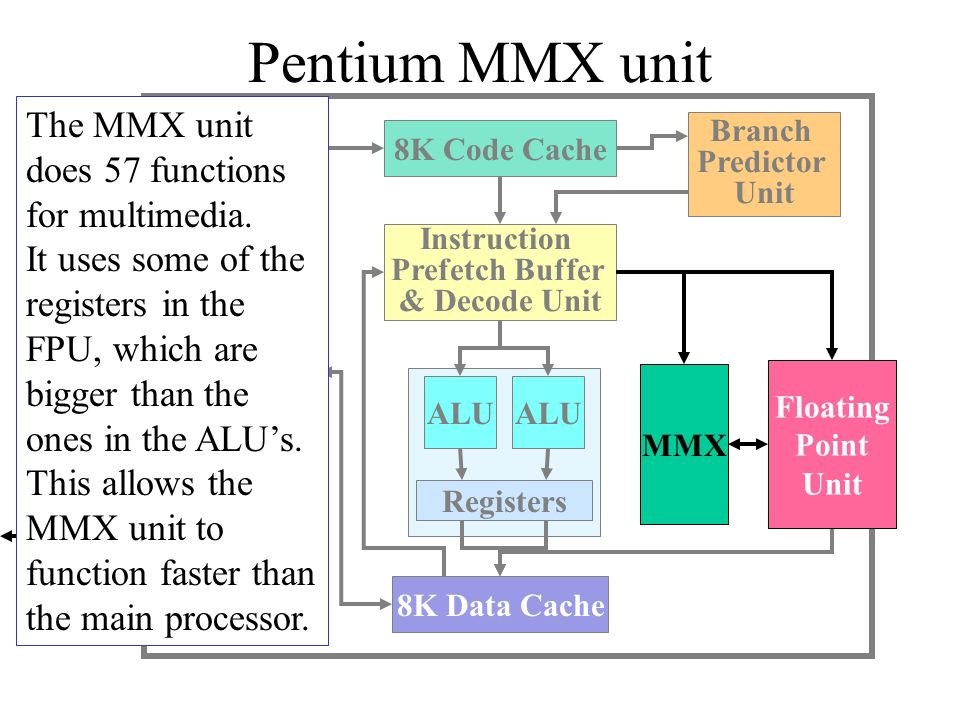 Pentium MMX unit
The MMX unit
does 57 functions
for multimedia.
It uses some of the
registers in the
FPU, which are
bigger than the
ones in the ALU’s.
This allows the
MMX unit to
function faster than
the main processor.
8K Code Cache
Branch
Predictor
Unit
Instruction
Prefetch Buffer
& Decode Unit
ALU
ALU
Registers
MMX
Floating
Point
Unit
8K Data Cache